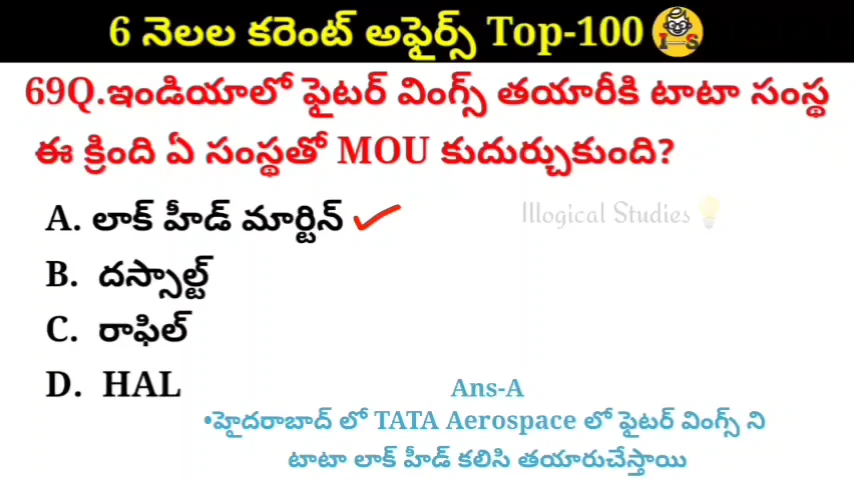 6 నెలల కరెంట్ అఫైర్స్ Top-100
I-S
69Q.ఇండియాలో ఫైటర్ వింగ్స్ తయారీకి టాటా సంస్థ
ఈ క్రింది ఏ సంస్థతో MOU కుదుర్చుకుంది?
A. లాక్ హీడ్ మార్టిన్
Illogical Studies
B. దస్సాల్ట్
C. రాఫిల్
D. HAL
Ans-A
•హైదరాబాద్ లో TATA Aerospace లో ఫైటర్ వింగ్స్ ని
టాటా లాక్ హీడ్ కలిసి తయారుచేస్తాయి